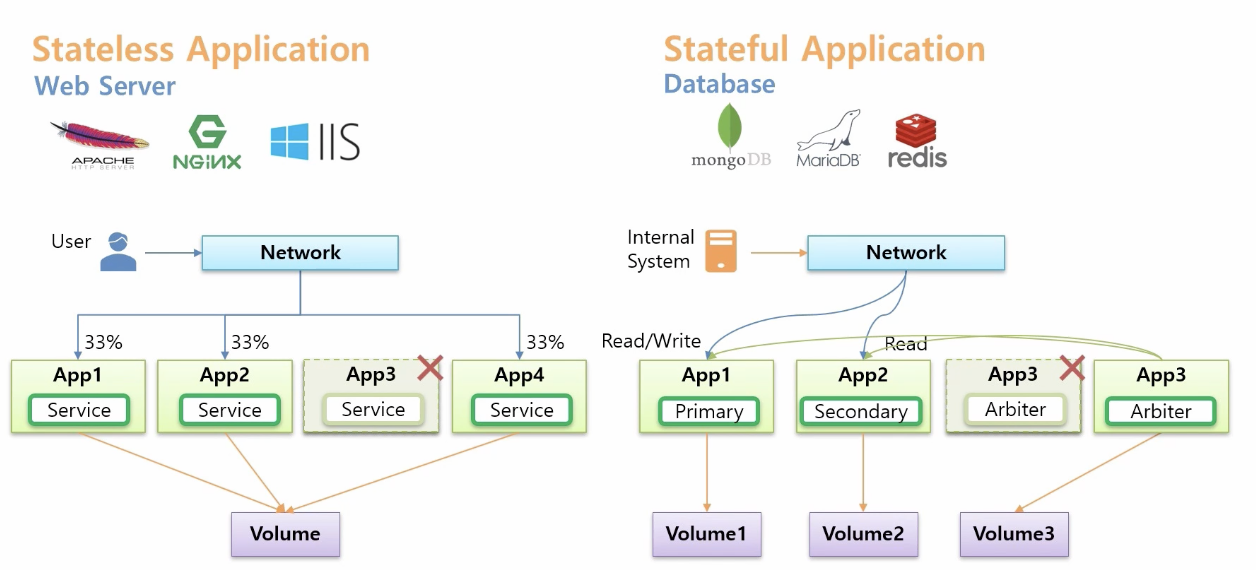 Stateless Application
Web Server
APACHE
HTTP SERVER
NGiNX
IIS
User
Network
33%
33%
33%
App1
Service
App2
Service
App3
Service
App4
Service
Volume
Stateful Application
Database
mongoDB
MariaDB
redis
Internal
System
Network
Read/Write
Read
App1
Primary
App2
Secondary
App3
Arbiter
App3
Arbiter
Volume1
Volume2
Volume3